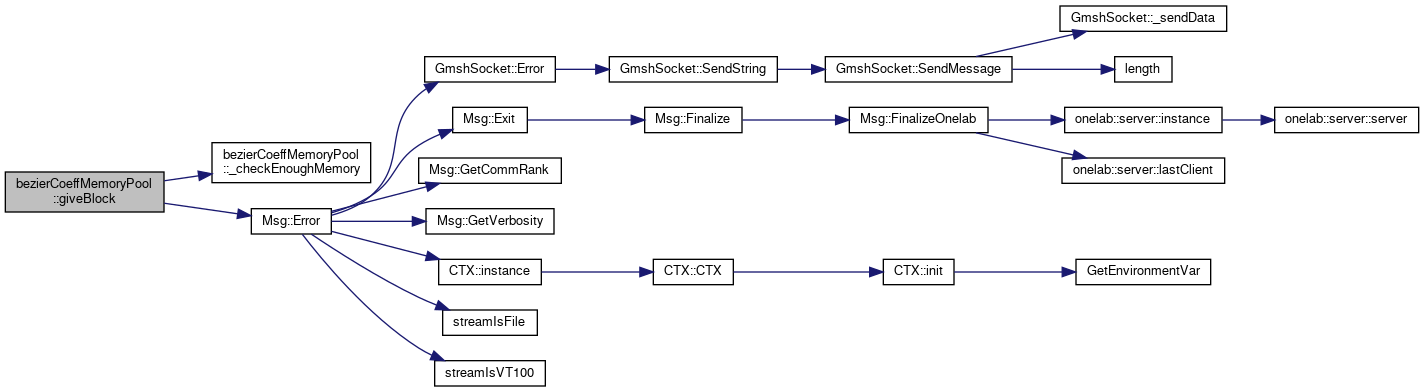 bezierCoeffMemoryPool
::giveBlock
bezierCoeffMemoryPool
::_checkEnoughMemory
Msg::Error
GmshSocket::Error
GmshSocket::SendString
GmshSocket::SendMessage
GmshSocket::_sendData
length
Msg::Exit
Msg::Finalize
Msg::FinalizeOnelab
onelab::server::instance
onelab::server::server
onelab::server::lastClient
Msg::GetCommRank
Msg::GetVerbosity
CTX::instance
CTX::CTX
CTX::init
GetEnvironmentVar
streamIsFile
streamIsVT100